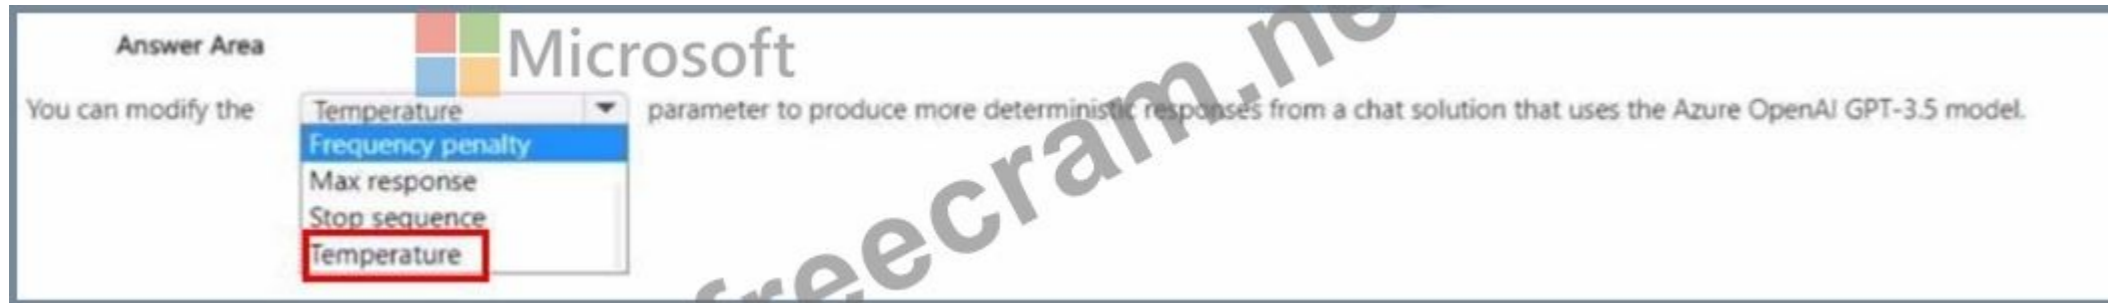 Answer Area
Microsoft
You can modify the Temperature parameter to produce more deterministic responses from a chat solution that uses the Azure OpenAI GPT-3.5 model.
Frequency penalty
Max response
Stop sequence
Temperature
freecram.ne